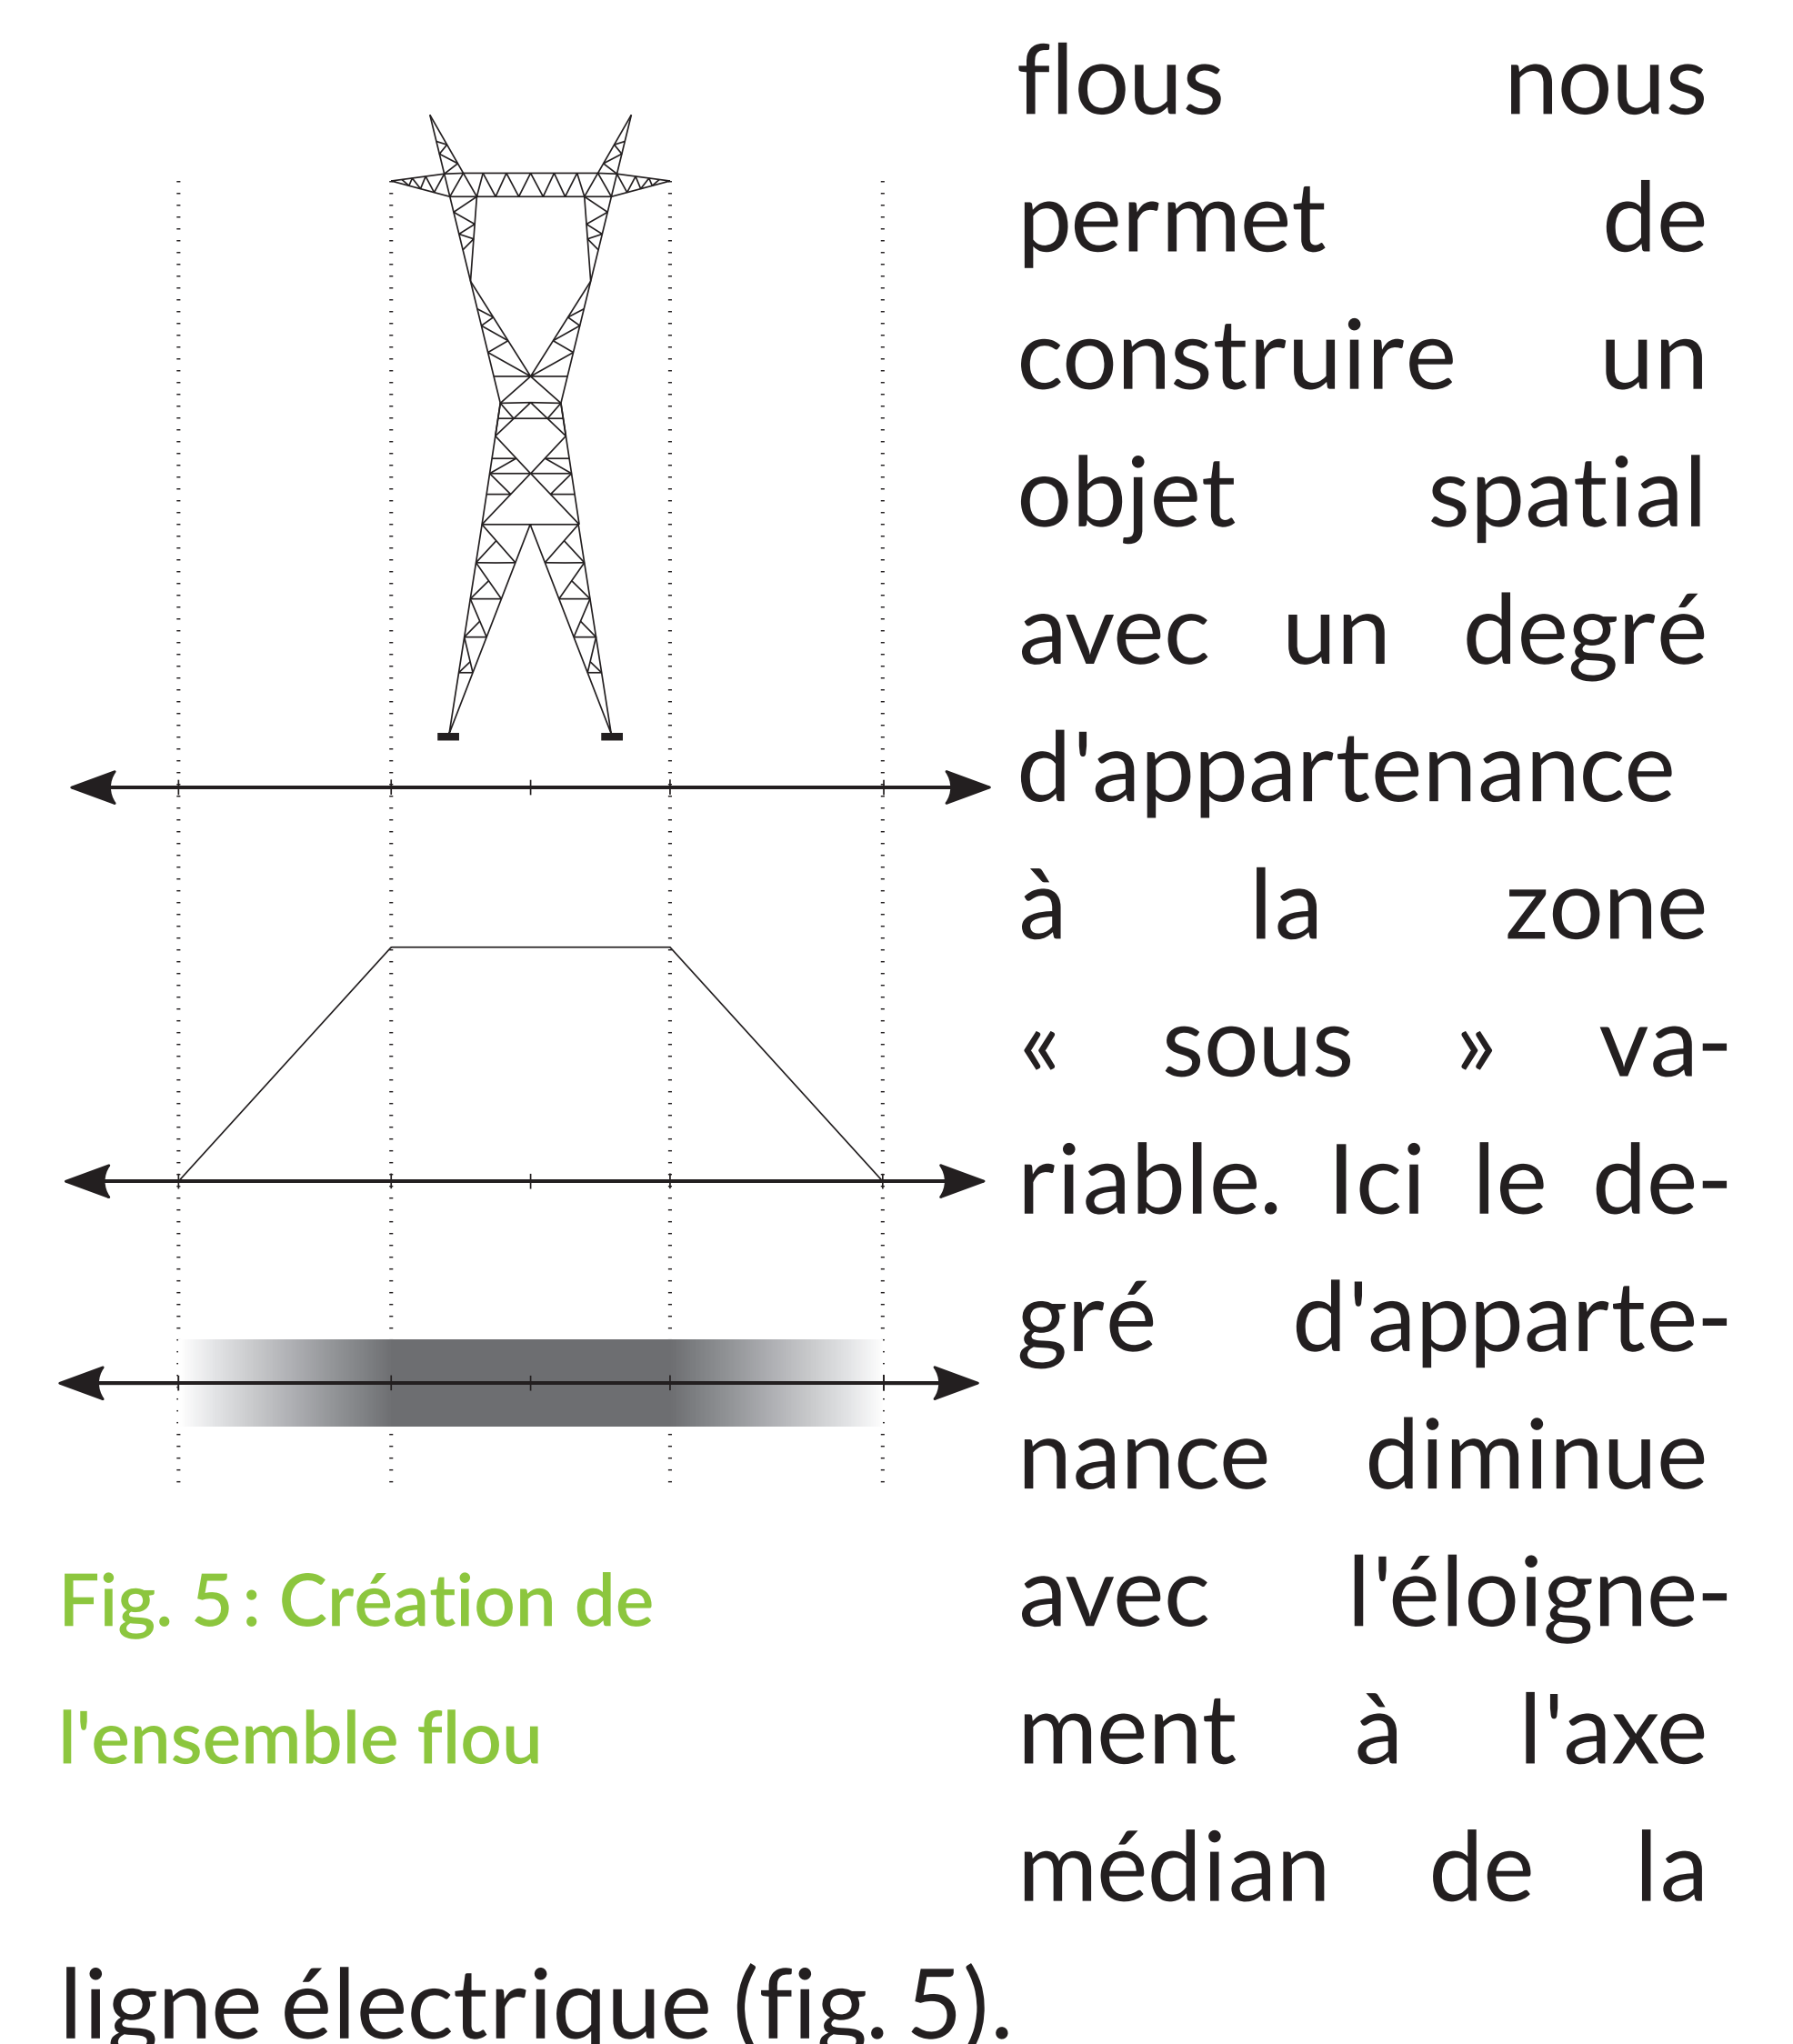 flous nous
permet de
construire un
objet spatial
avec un degré
d'appartenance
à la zone
« sous » va-
riable. Ici le de-
gré d'apparte-
nance diminue
avec l'éloigne-
ment à l'axe
médian de la
ligne électrique (fig. 5).
Fig. 5 : Création de
l'ensemble flou